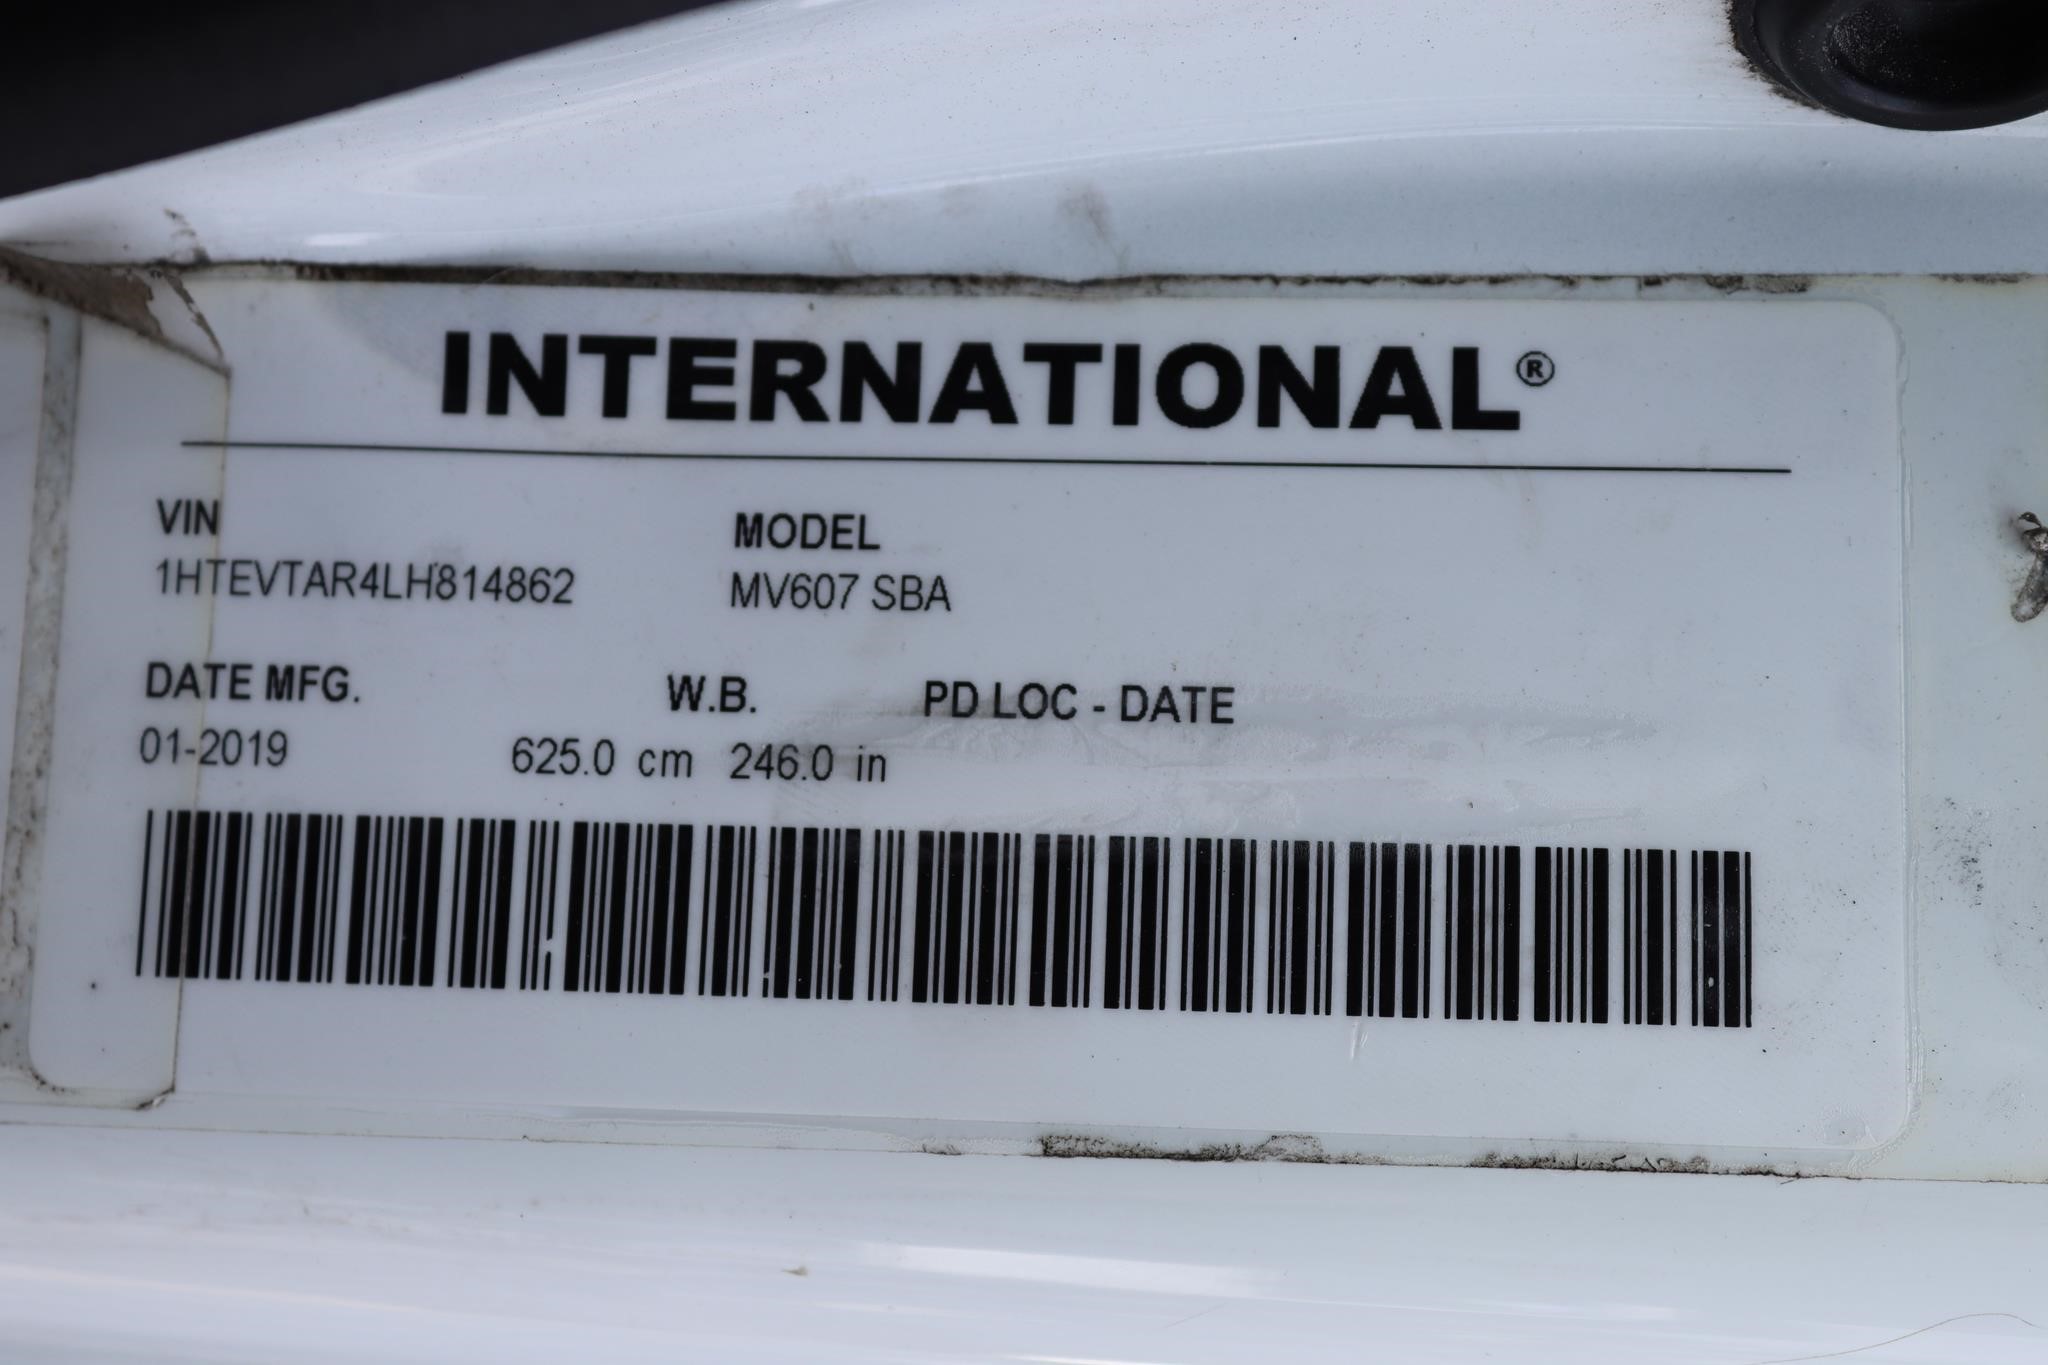 INTERNATIONAL®
VIN MODEL
1HTEVTAR4LH814862 MV607 SBA
DATE MFG. W.B. PD LOC - DATE
01-2019 625.0 cm 246.0 in